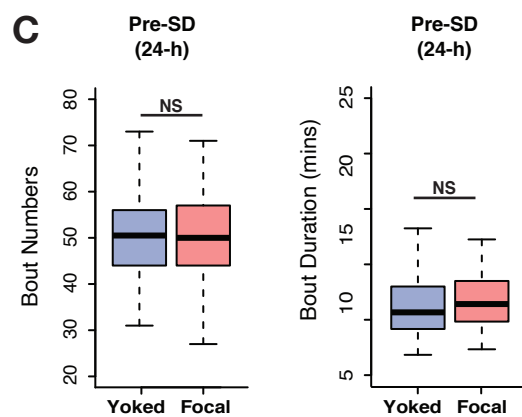 C
Pre-SD
(24-h)
Bout Numbers
80
70
60
50
40
30
20
NS
Yoked Focal
Pre-SD
(24-h)
Bout Duration (mins)
25
20
15
10
5
NS
Yoked Focal